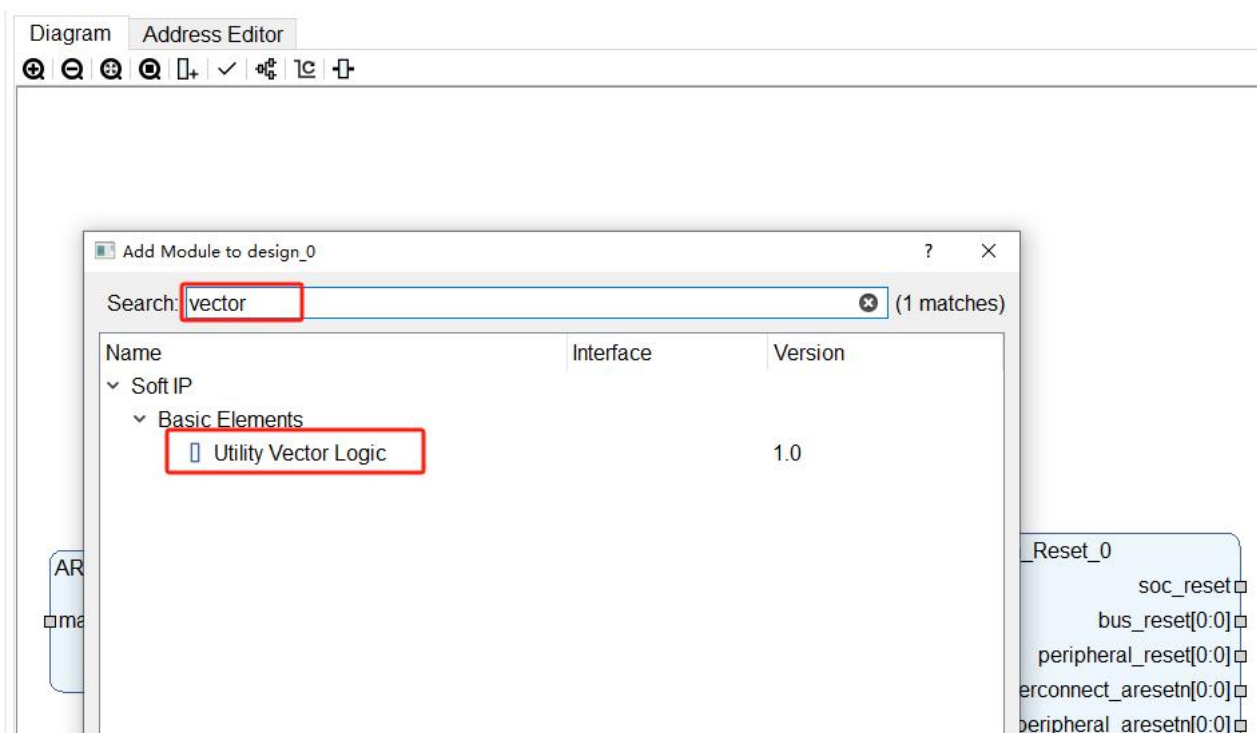 Diagram Address Editor
Add Module to design_0 ?
Search: vector (1 matches)
Name Interface Version
Soft IP
Basic Elements
Utility Vector Logic 1.0
_Reset_0
AR
soc_reset
ma
bus_reset[0:0]
peripheral_reset[0:0]
erconnect_aresetn[0:0]
peripheral_aresetn[0:0]